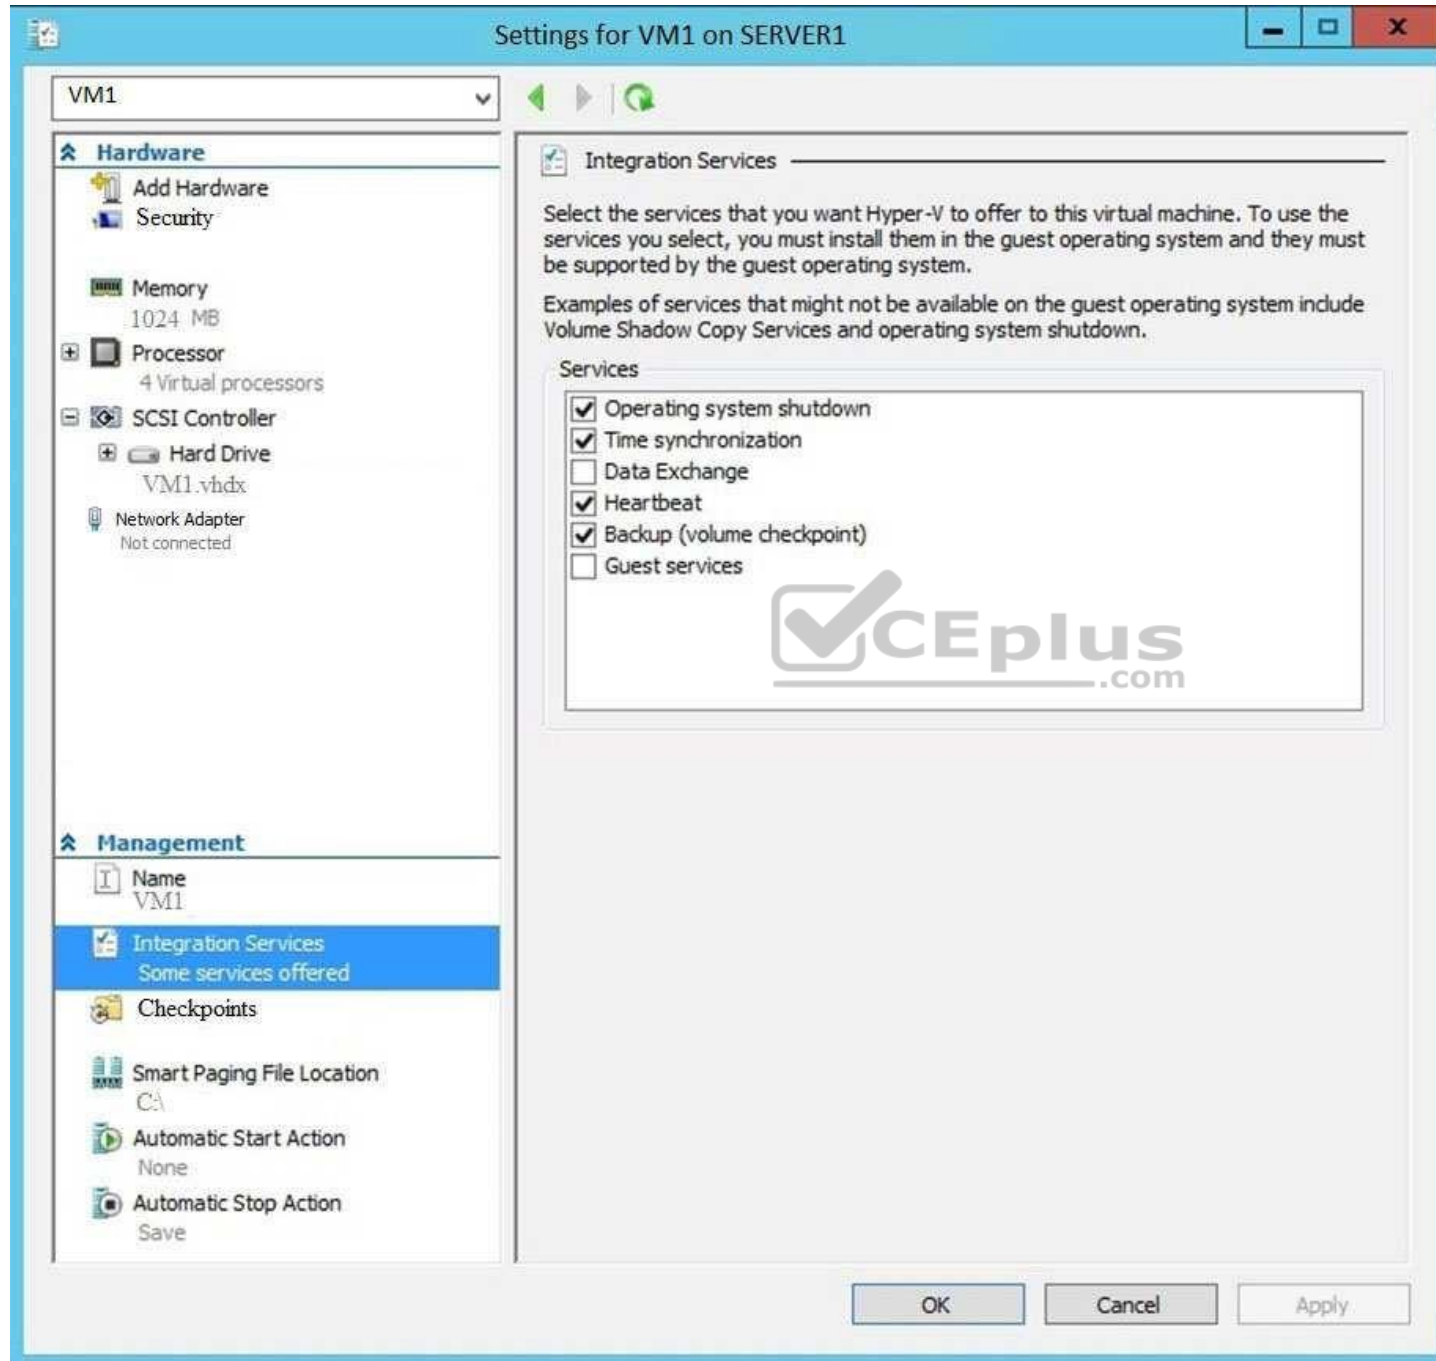 Settings for VM1 on SERVER1
VM1
Hardware
Add Hardware
Security
Memory
1024 MB
Processor
4 Virtual processors
SCSI Controller
Hard Drive
VM1.vhdx
Network Adapter
Not connected
Management
Name
VM1
Integration Services
Some services offered
Checkpoints
Smart Paging File Location
C:\
Automatic Start Action
None
Automatic Stop Action
Save
Integration Services
Select the services that you want Hyper-V to offer to this virtual machine. To use the
services you select, you must install them in the guest operating system and they must
be supported by the guest operating system.
Examples of services that might not be available on the guest operating system include
Volume Shadow Copy Services and operating system shutdown.
Services
Operating system shutdown
Time synchronization
Data Exchange
Heartbeat
Backup (volume checkpoint)
Guest services
CEplus
.com
OK
Cancel
Apply